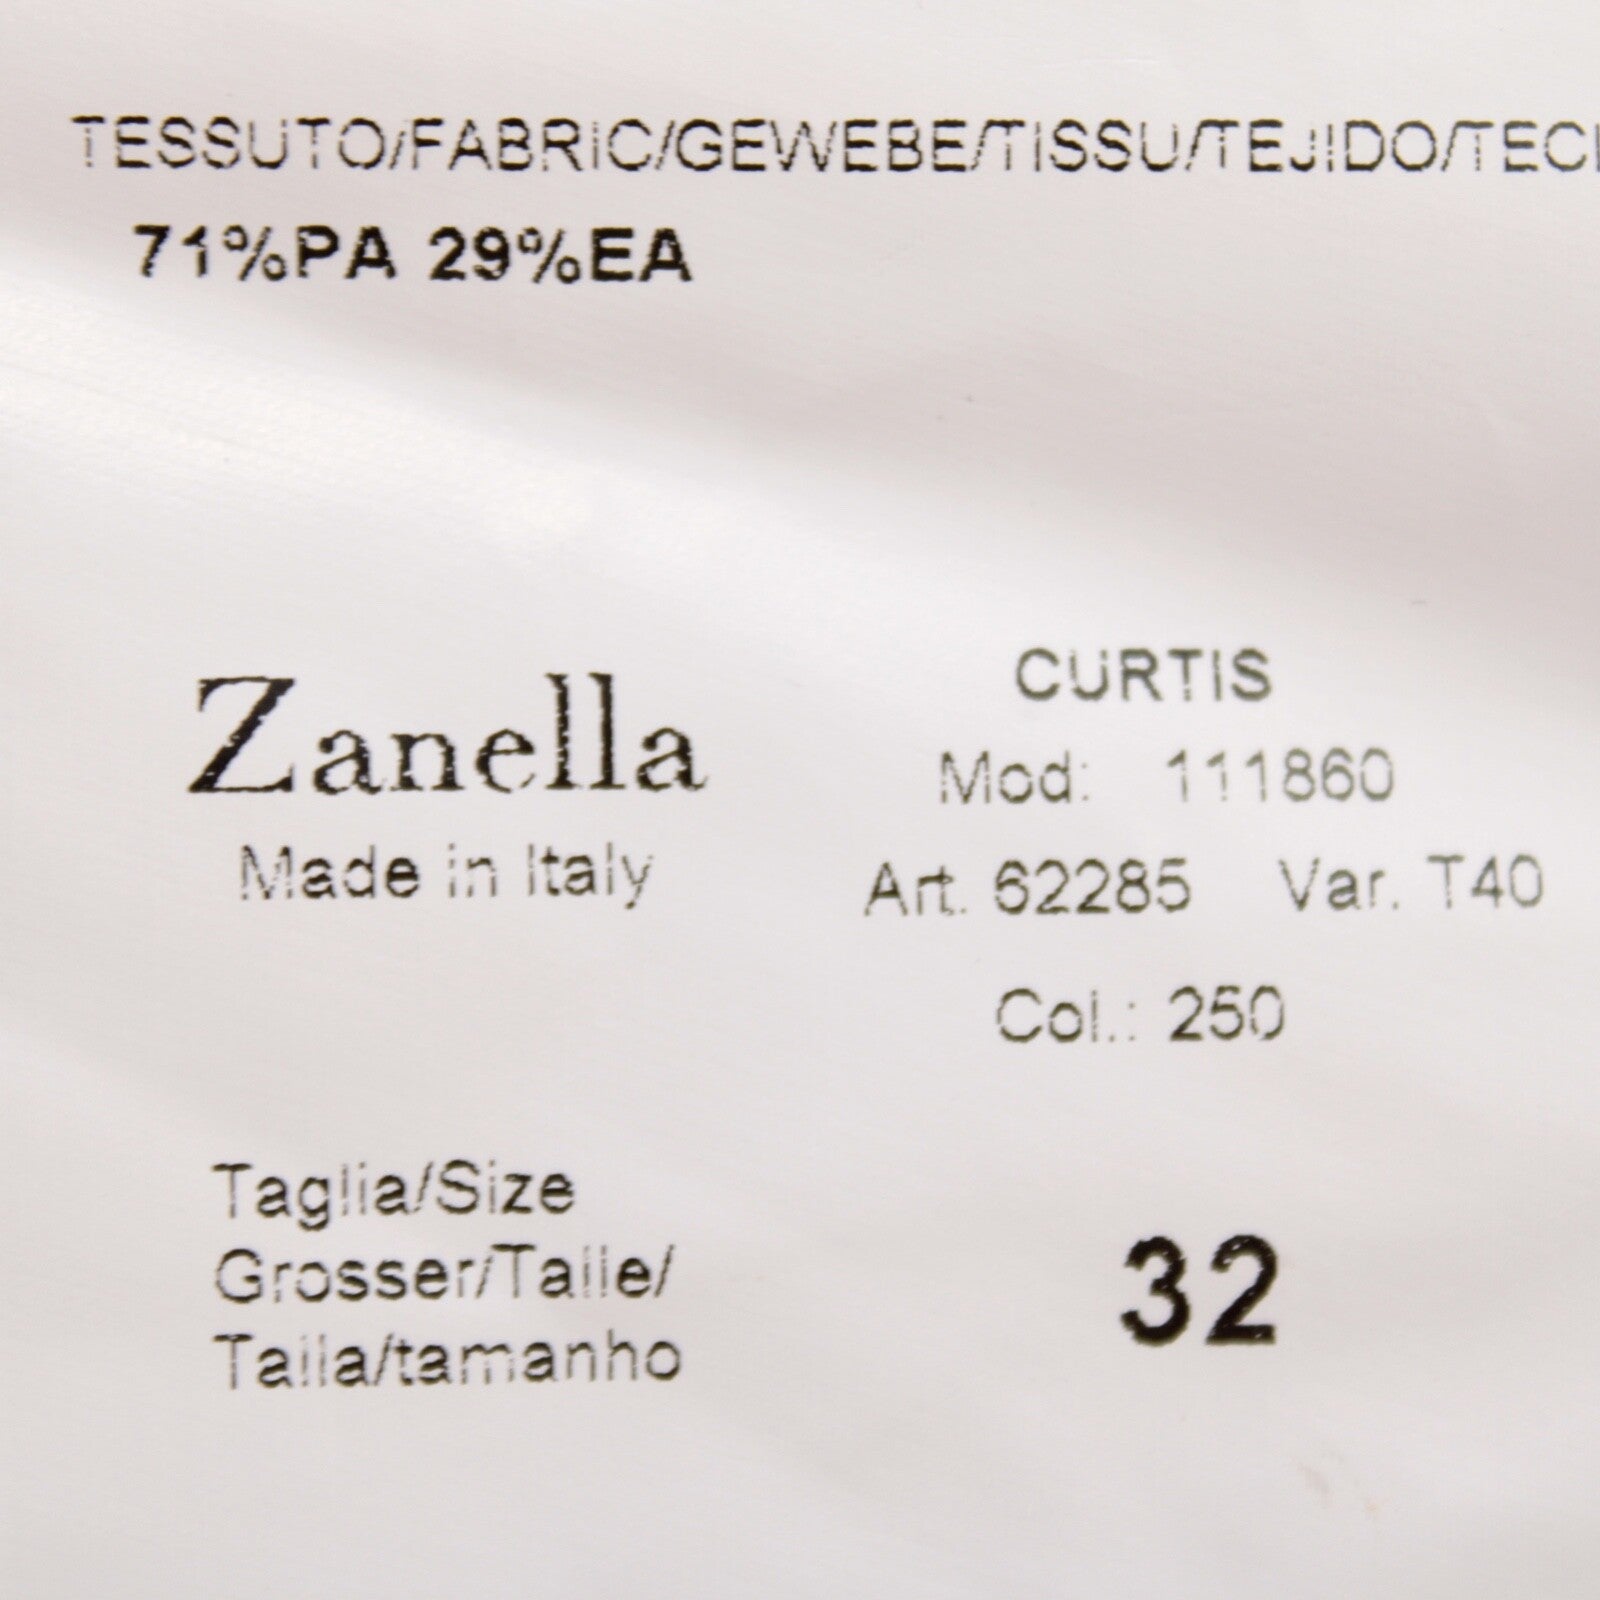 TESSUTO/FABRIC/GEWEBE/TISSU/TEJIDO/
71%PA 29%EA
Zanella
Made in Italy
CURTIS
Mod: 111860
Art. 62285 Var. T40
Col.: 250
Taglia/Size
Grosser/Taille/
Talla/tamanho
32